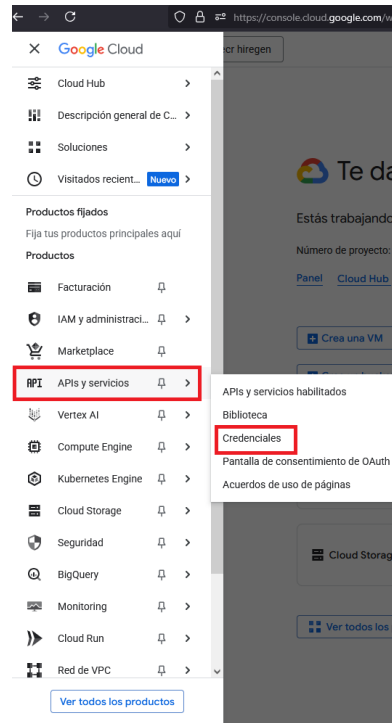 https://console.cloud.google.com/w
Google Cloud
ecr hiregen
Cloud Hub
Descripción general de C...
Soluciones
Visitados recient... Nuevo
Te da
Productos fijados
Fija tus productos principales aquí
Estás trabajando
Productos
Número de proyecto:
Facturación
Panel Cloud Hub
IAM y administraci...
Marketplace
Crea una VM
API APIs y servicios
APIs y servicios habilitados
Vertex AI
Biblioteca
Compute Engine
Credenciales
Pantalla de consentimiento de OAuth
Kubernetes Engine
Acuerdos de uso de páginas
Cloud Storage
Seguridad
Cloud Storag
BigQuery
Monitoring
Cloud Run
Ver todos los
Red de VPC
Ver todos los productos